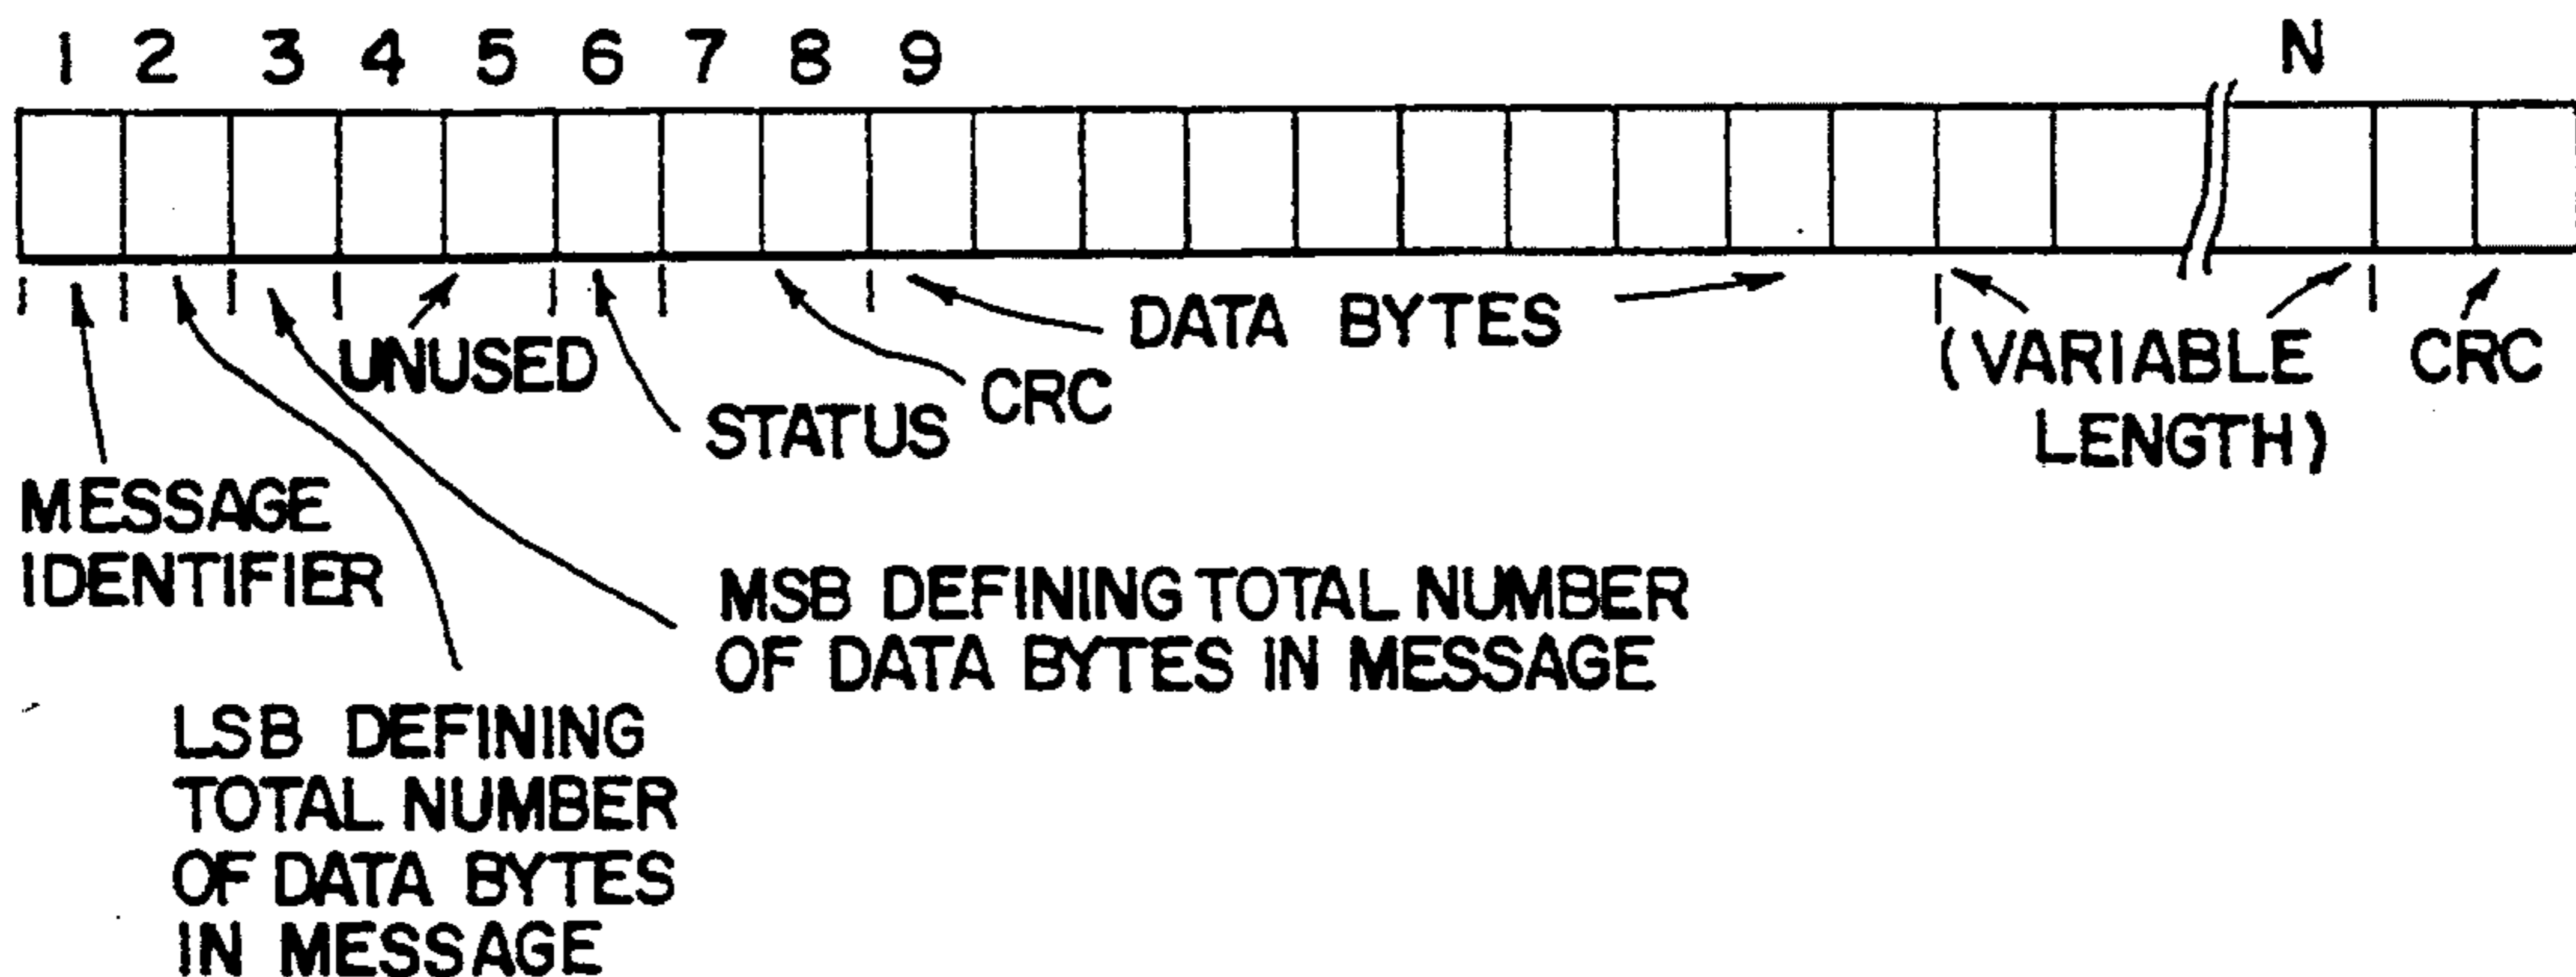 1 2 3 4 5 6 7 8 9 N
DATA BYTES
UNUSED
(VARIABLE
LENGTH)
CRC
STATUS
CRC
MESSAGE
IDENTIFIER
MSB DEFINING TOTAL NUMBER
OF DATA BYTES IN MESSAGE
LSB DEFINING
TOTAL NUMBER
OF DATA BYTES
IN MESSAGE